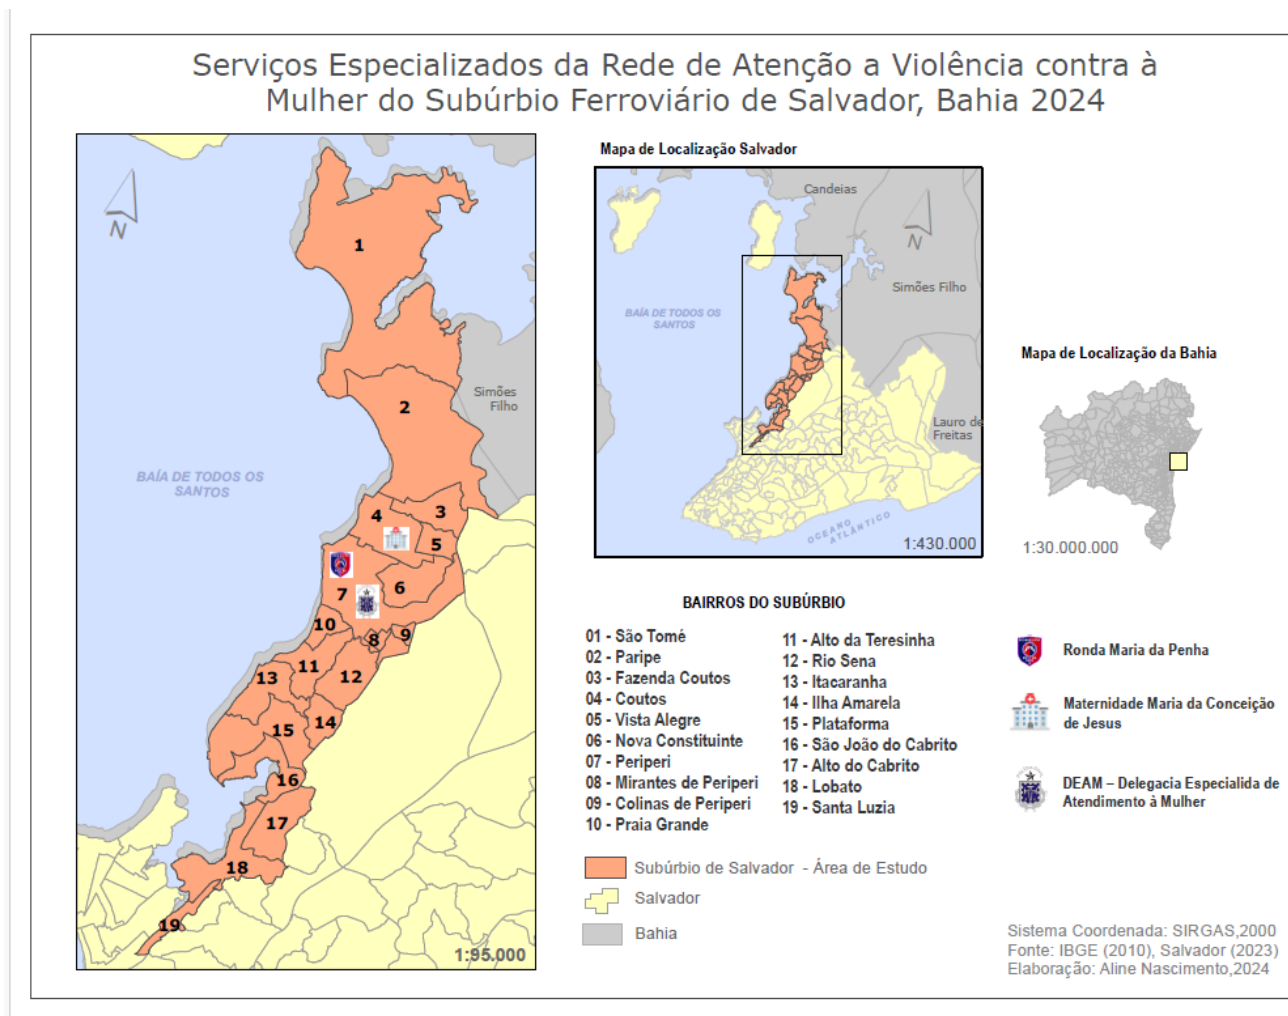 Serviços Especializados da Rede de Atenção a Violência contra à
Mulher do Subúrbio Ferroviário de Salvador, Bahia 2024
N
1
2
Simões
Filho
BAÍA DE TODOS OS
SANTOS
3
4
5
6
7
8
9
10
11
12
13
14
15
16
17
18
19
1:95.000
Mapa de Localização Salvador
Candeias
N
Simões Filho
BAÍA DE TODOS OS
SANTOS
Lauro de
Freitas
OCEANO
ATLÂNTICO
1:430.000
Mapa de Localização da Bahia
1:30.000.000
BAIRROS DO SUBÚRBIO
01 - São Tomé
02 - Paripe
03 - Fazenda Coutos
04 - Coutos
05 - Vista Alegre
06 - Nova Constituinte
07 - Periperi
08 - Mirantes de Periperi
09 - Colinas de Periperi
10 - Praia Grande
11 - Alto da Teresinha
12 - Rio Sena
13 - Itacaranha
14 - Ilha Amarela
15 - Plataforma
16 - São João do Cabrito
17 - Alto do Cabrito
18 - Lobato
19 - Santa Luzia
Ronda Maria da Penha
Maternidade Maria da Conceição
de Jesus
DEAM – Delegacia Especialida de
Atendimento à Mulher
Subúrbio de Salvador - Área de Estudo
Salvador
Bahia
Sistema Coordenada: SIRGAS,2000
Fonte: IBGE (2010), Salvador (2023)
Elaboração: Aline Nascimento,2024